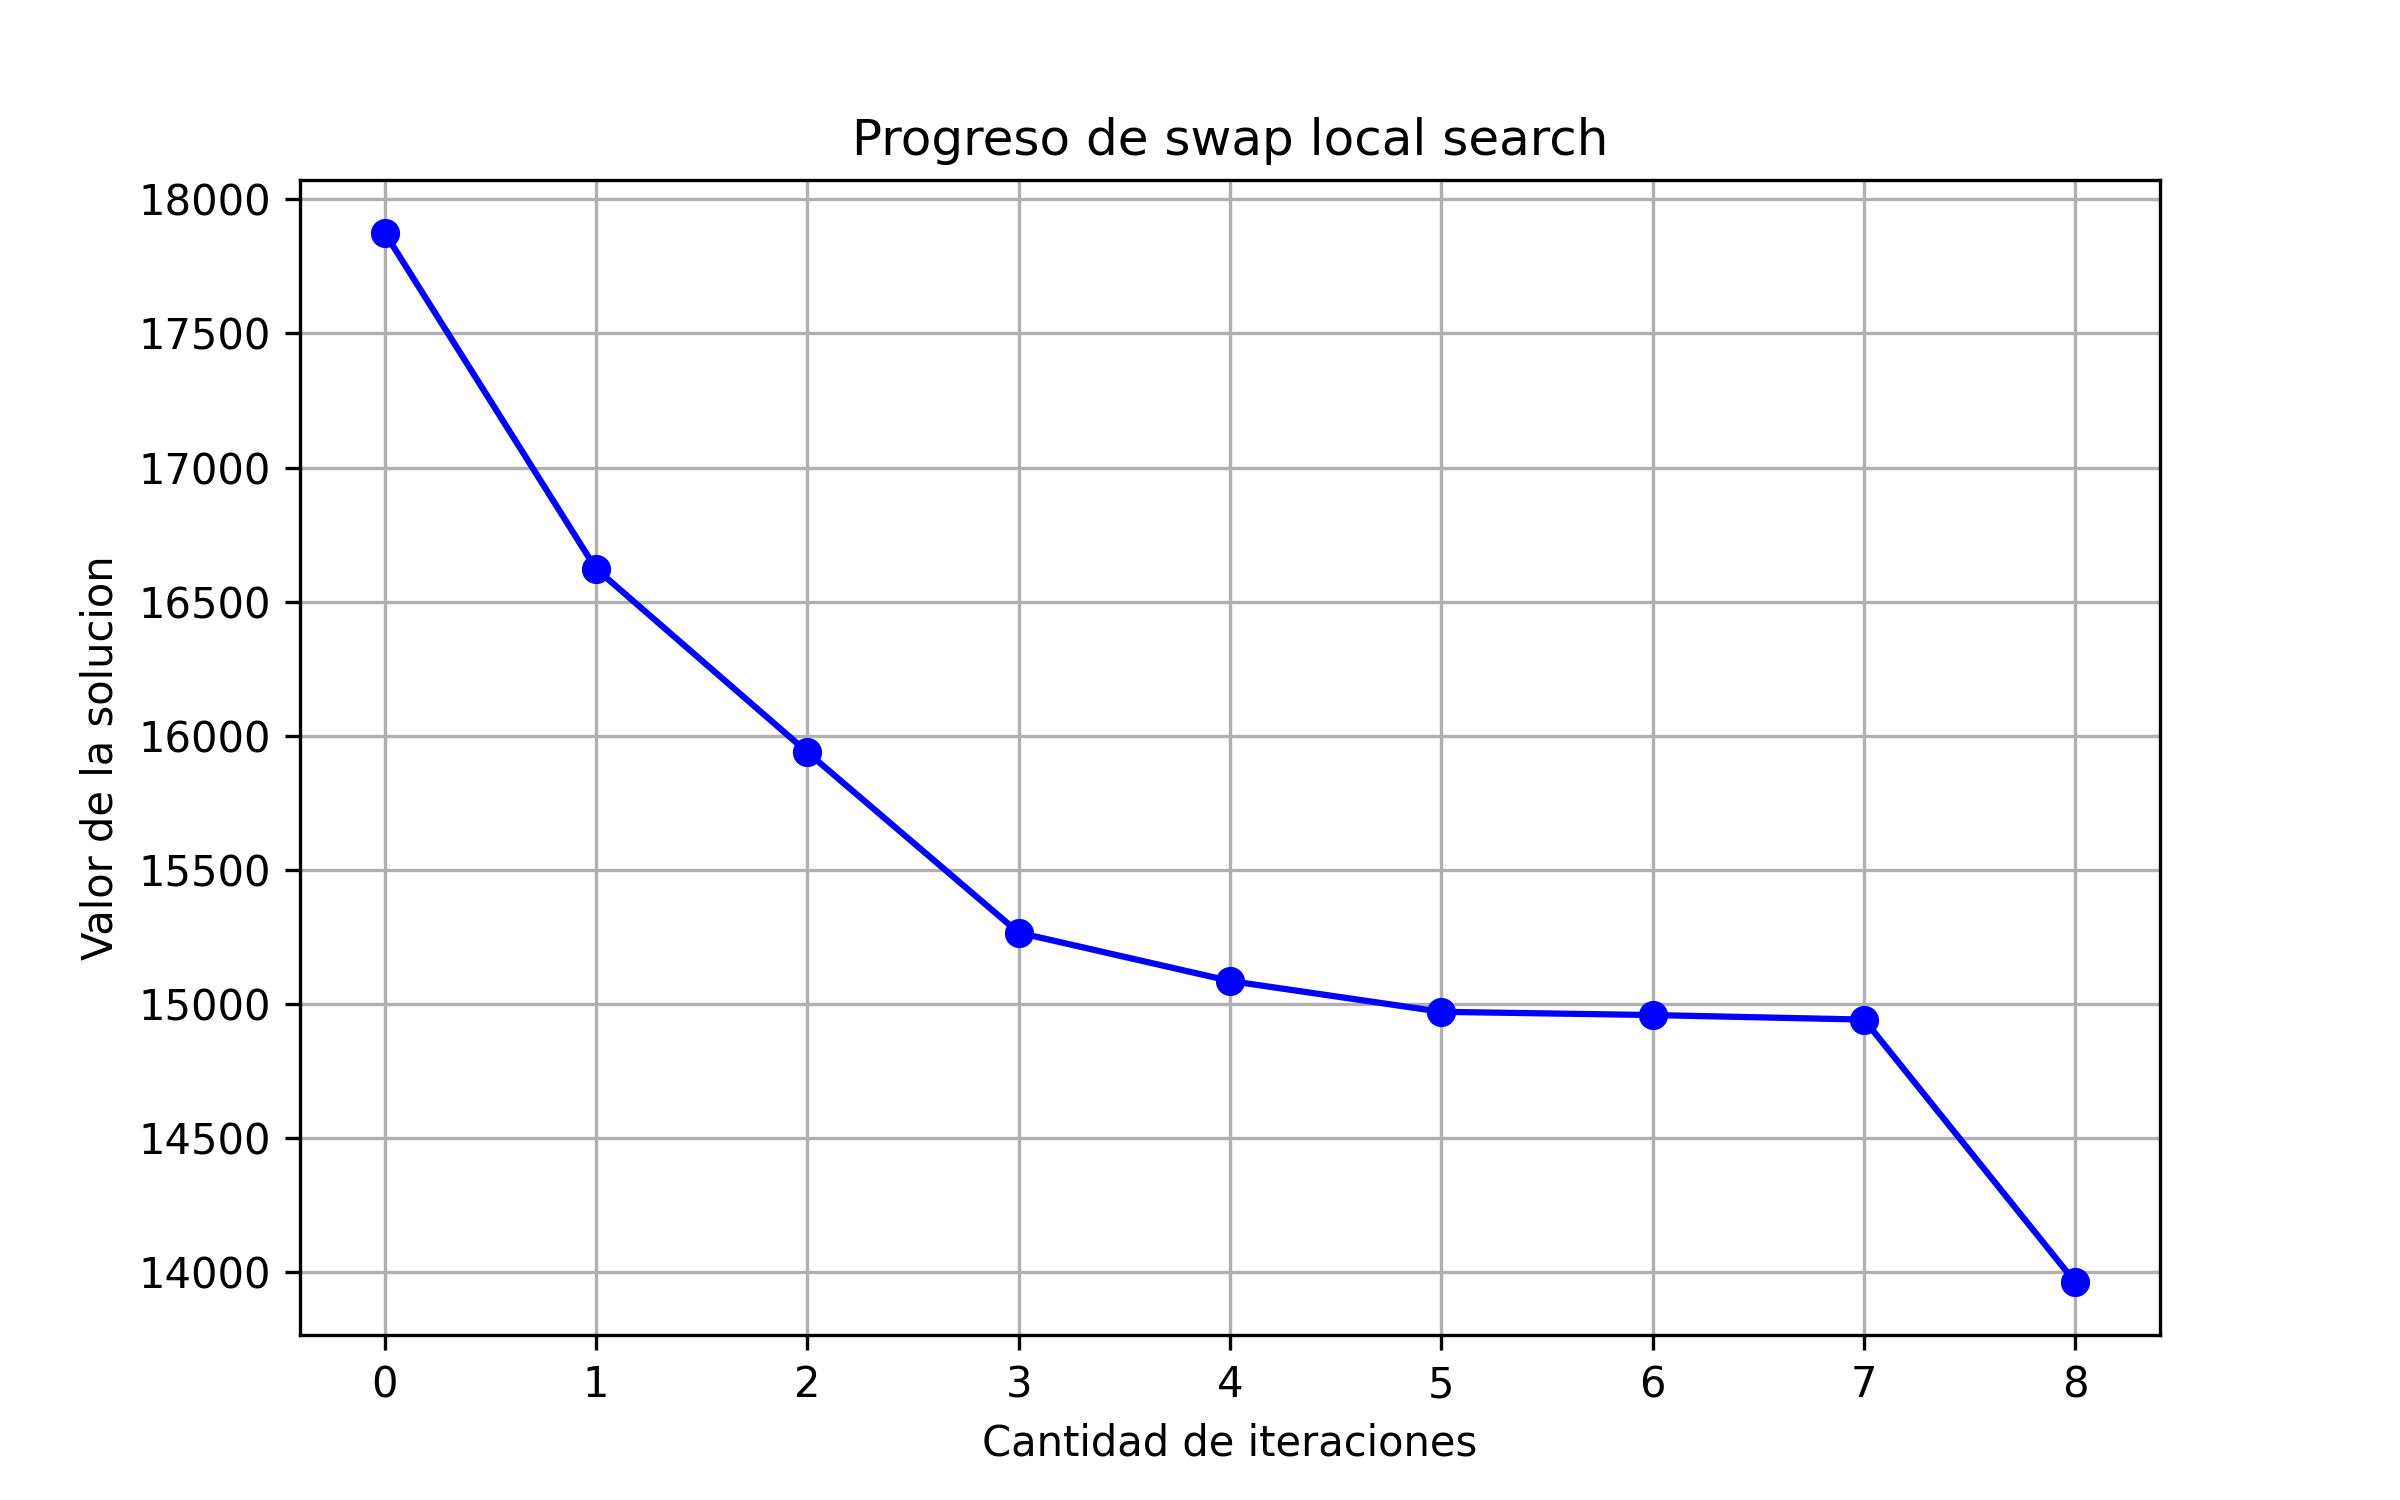 Progreso de swap local search
Valor de la solucion
18000
17500
17000
16500
16000
15500
15000
14500
14000
0 1 2 3 4 5 6 7 8
Cantidad de iteraciones